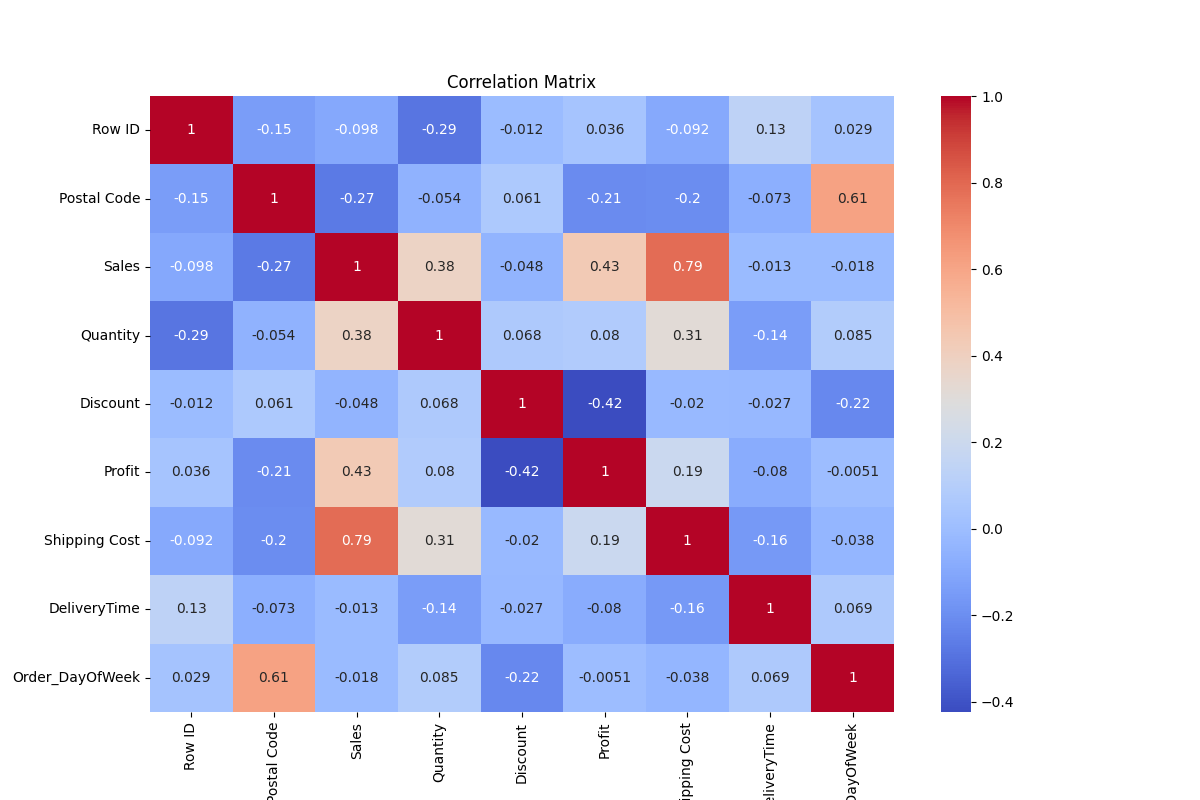 Correlation Matrix
Row ID 1 -0.15 -0.098 -0.29 -0.012 0.036 -0.092 0.13 0.029
Postal Code -0.15 1 -0.27 -0.054 0.061 -0.21 -0.2 -0.073 0.61
Sales -0.098 -0.27 1 0.38 -0.048 0.43 0.79 -0.013 -0.018
Quantity -0.29 -0.054 0.38 1 0.068 0.08 0.31 -0.14 0.085
Discount -0.012 0.061 -0.048 0.068 1 -0.42 -0.02 -0.027 -0.22
Profit 0.036 -0.21 0.43 0.08 -0.42 1 0.19 -0.08 -0.0051
Shipping Cost -0.092 -0.2 0.79 0.31 -0.02 0.19 1 -0.16 -0.038
DeliveryTime 0.13 -0.073 -0.013 -0.14 -0.027 -0.08 -0.16 1 0.069
Order_DayOfWeek 0.029 0.61 -0.018 0.085 -0.22 -0.0051 -0.038 0.069 1
Row ID
Postal Code
Sales
Quantity
Discount
Profit
ipping Cost
eliveryTime
DayOfWeek
1.0
0.8
0.6
0.4
0.2
0.0
−0.2
−0.4